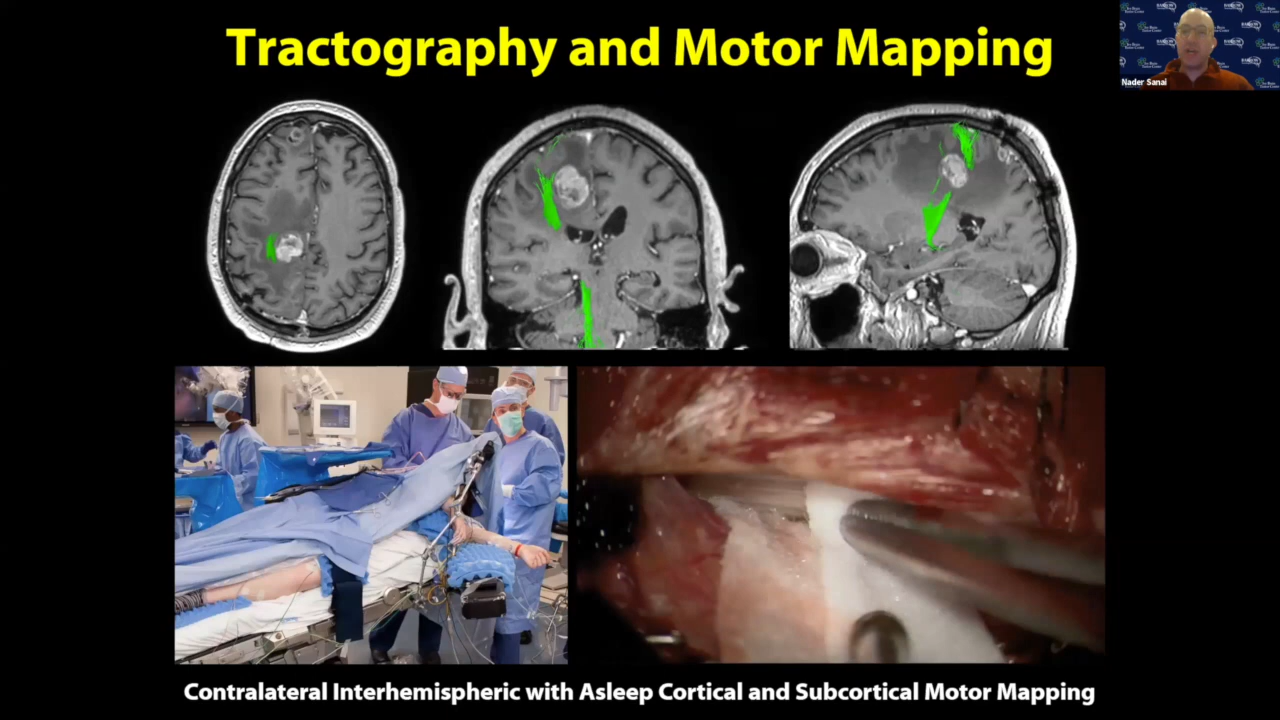 Tractography and Motor Mapping
Nader Sanai
Contralateral Interhemispheric with Asleep Cortical and Subcortical Motor Mapping